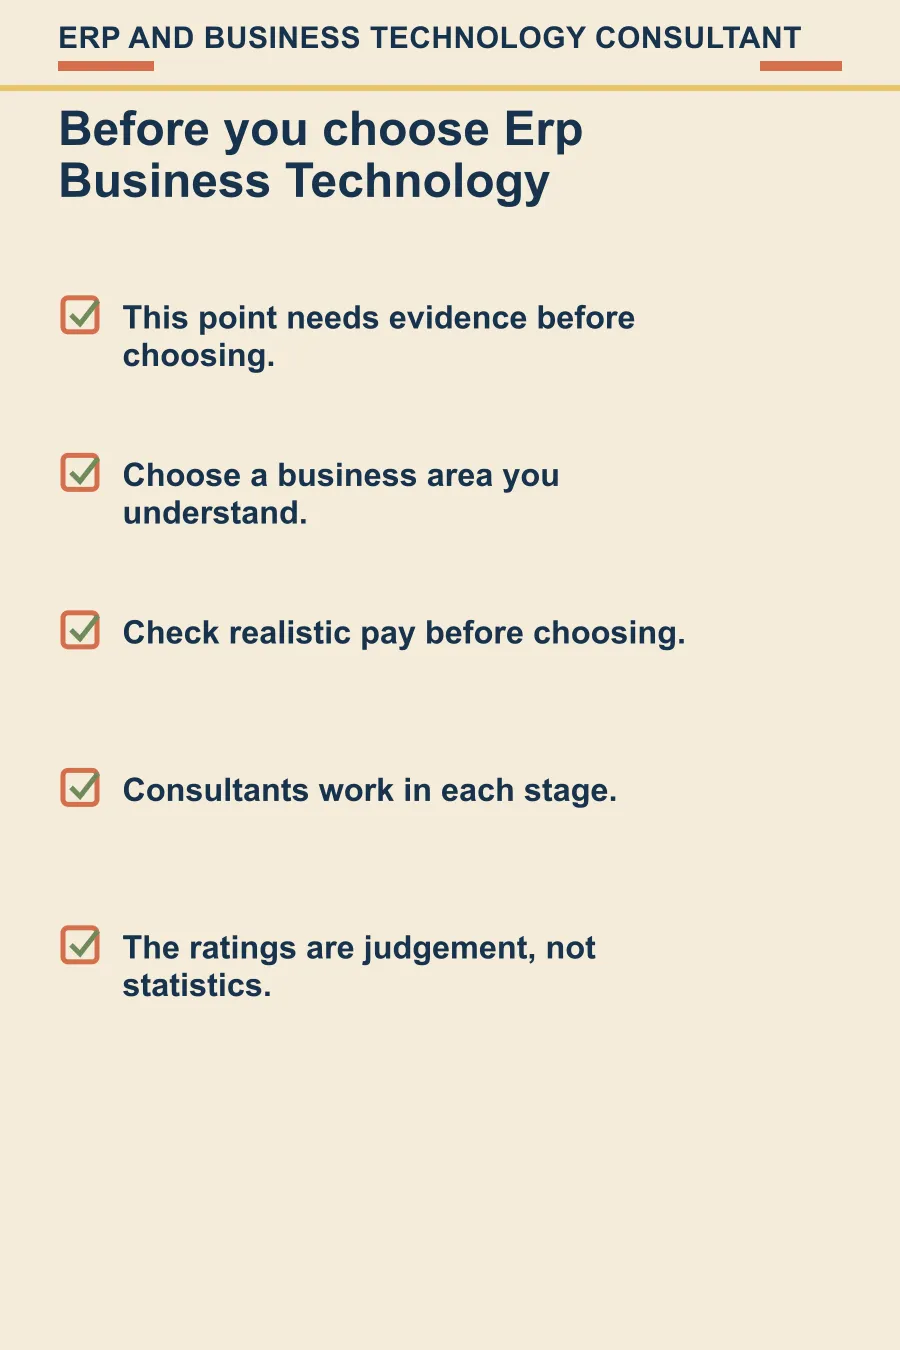 ERP AND BUSINESS TECHNOLOGY CONSULTANT
Before you choose Erp
Business Technology
This point needs evidence before
choosing.
Choose a business area you
understand.
Check realistic pay before choosing.
Consultants work in each stage.
The ratings are judgement, not
statistics.